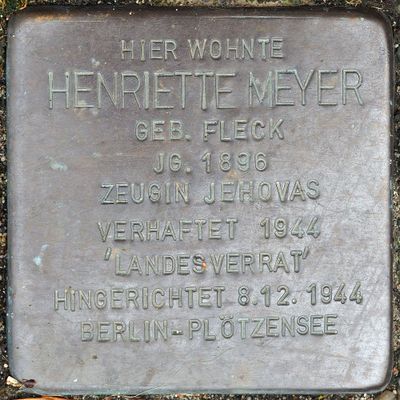 HIER WOHNTE
HENRIETTE MEYER
GEB. FLECK
JG. 1896
ZEUGIN JEHOVAS
VERHAFTET 1944
'LANDESVERRAT'
HINGERICHTET 8.12. 1944
BERLIN-PLÖTZENSEE